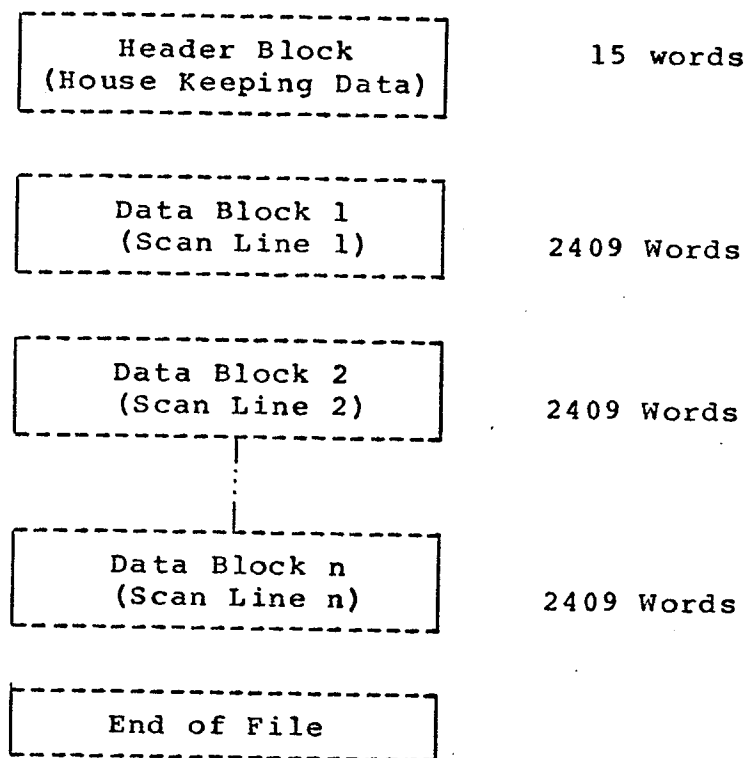 Header Block 15 words
(House Keeping Data)
Data Block 1
(Scan Line 1) 2409 Words
Data Block 2
(Scan Line 2) 2409 Words
Data Block n
(Scan Line n) 2409 Words
End of File